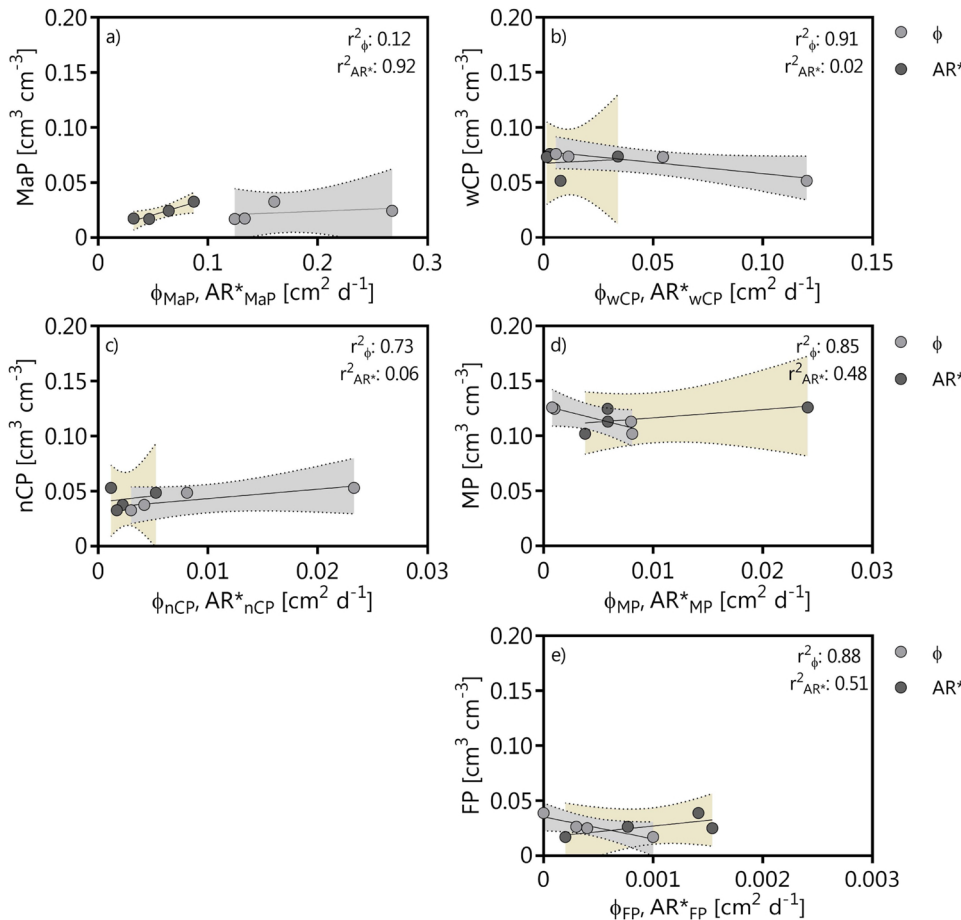 a)
r²ϕ: 0.12
r²AR*: 0.92
MaP [cm³ cm⁻³]
0.20
0.15
0.10
0.05
0
0 0.1 0.2 0.3
ϕMaP, AR*MaP [cm² d⁻¹]
b)
r²ϕ: 0.91
r²AR*: 0.02
wCP [cm³ cm⁻³]
0.20
0.15
0.10
0.05
0
0 0.05 0.10 0.15
ϕwCP, AR*wCP [cm² d⁻¹]
ϕ
AR*
c)
r²ϕ: 0.73
r²AR*: 0.06
nCP [cm³ cm⁻³]
0.20
0.15
0.10
0.05
0
0 0.01 0.02 0.03
ϕnCP, AR*nCP [cm² d⁻¹]
d)
r²ϕ: 0.85
r²AR*: 0.48
MP [cm³ cm⁻³]
0.20
0.15
0.10
0.05
0
0 0.01 0.02 0.03
ϕMP, AR*MP [cm² d⁻¹]
ϕ
AR*
e)
r²ϕ: 0.88
r²AR*: 0.51
FP [cm³ cm⁻³]
0.20
0.15
0.10
0.05
0
0 0.001 0.002 0.003
ϕFP, AR*FP [cm² d⁻¹]
ϕ
AR*